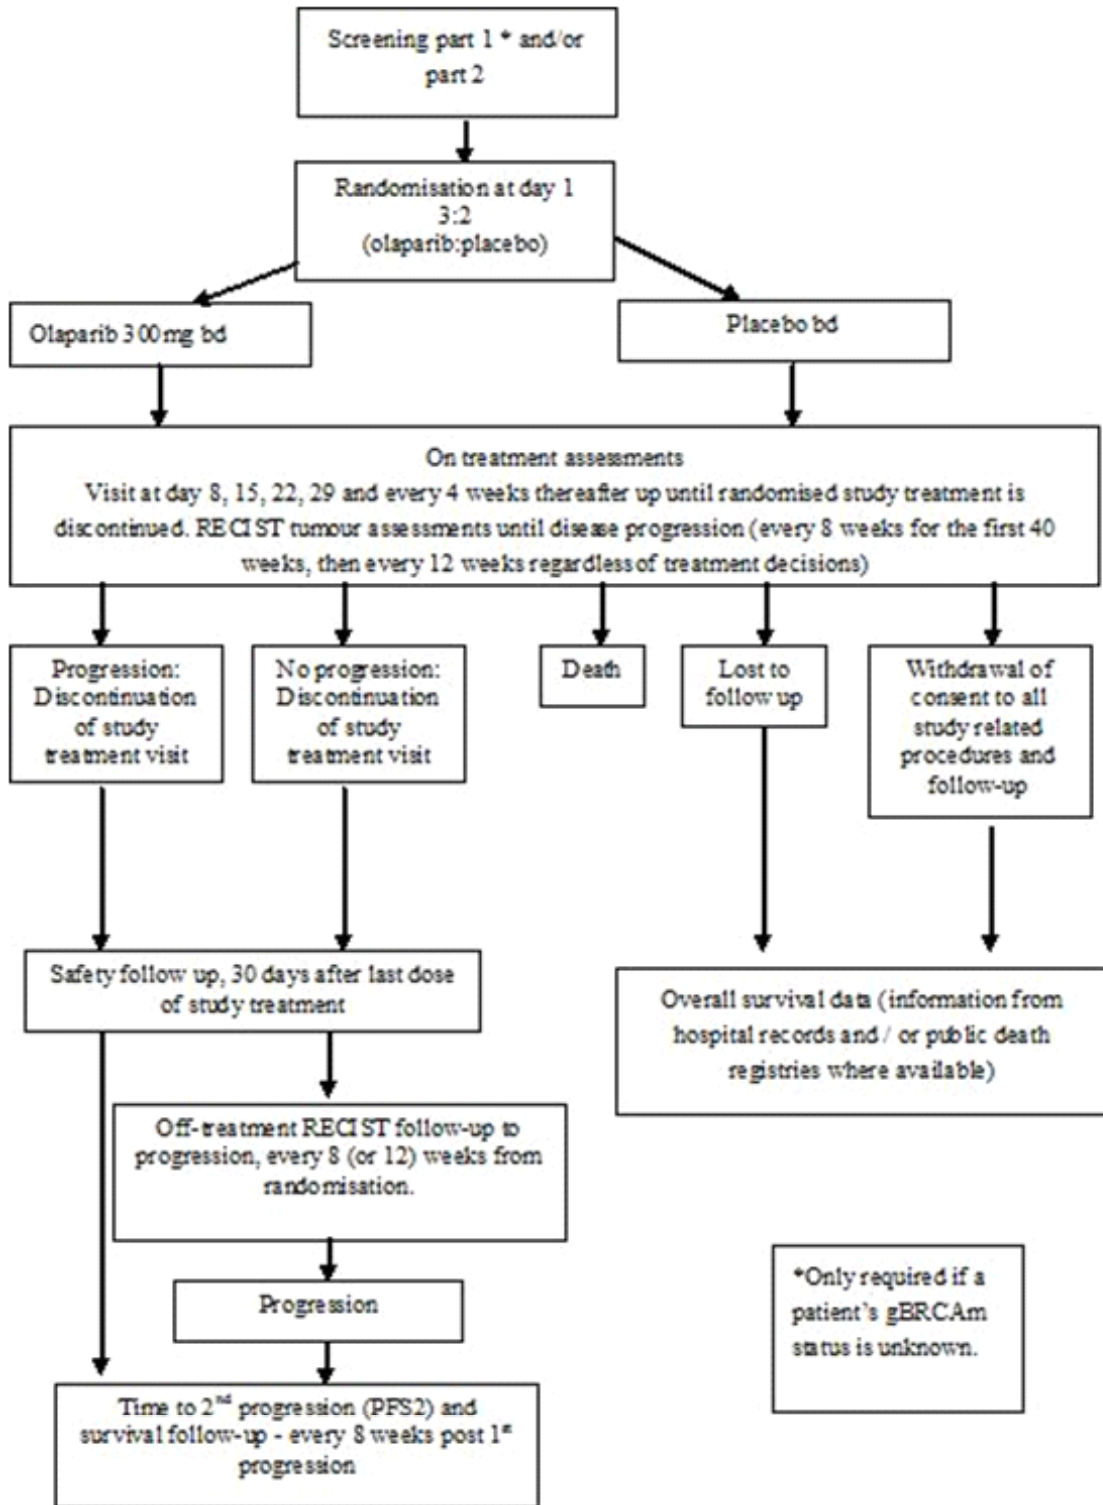 Screening part 1 * and/or
part 2
Randomisation at day 1
3:2
(olaparib:placebo)
Olaparib 300mg bd
Placebo bd
On treatment assessments
Visit at day 8, 15, 22, 29 and every 4 weeks thereafter up until randomised study treatment is
discontinued. RECIST tumour assessments until disease progression (every 8 weeks for the first 40
weeks, then every 12 weeks regardless of treatment decisions)
Progression:
Discontinuation
of study
treatment visit
No progression:
Discontinuation
of study
treatment visit
Death
Lost to
follow up
Withdrawal of
consent to all
study related
procedures and
follow-up
Safety follow up, 30 days after last dose
of study treatment
Overall survival data (information from
hospital records and / or public death
registries where available)
Off-treatment RECIST follow-up to
progression, every 8 (or 12) weeks from
randomisation.
Progression
*Only required if a
patient's gBRCAm
status is unknown.
Time to 2nd progression (PFS2) and
survival follow-up - every 8 weeks post 1st
progression